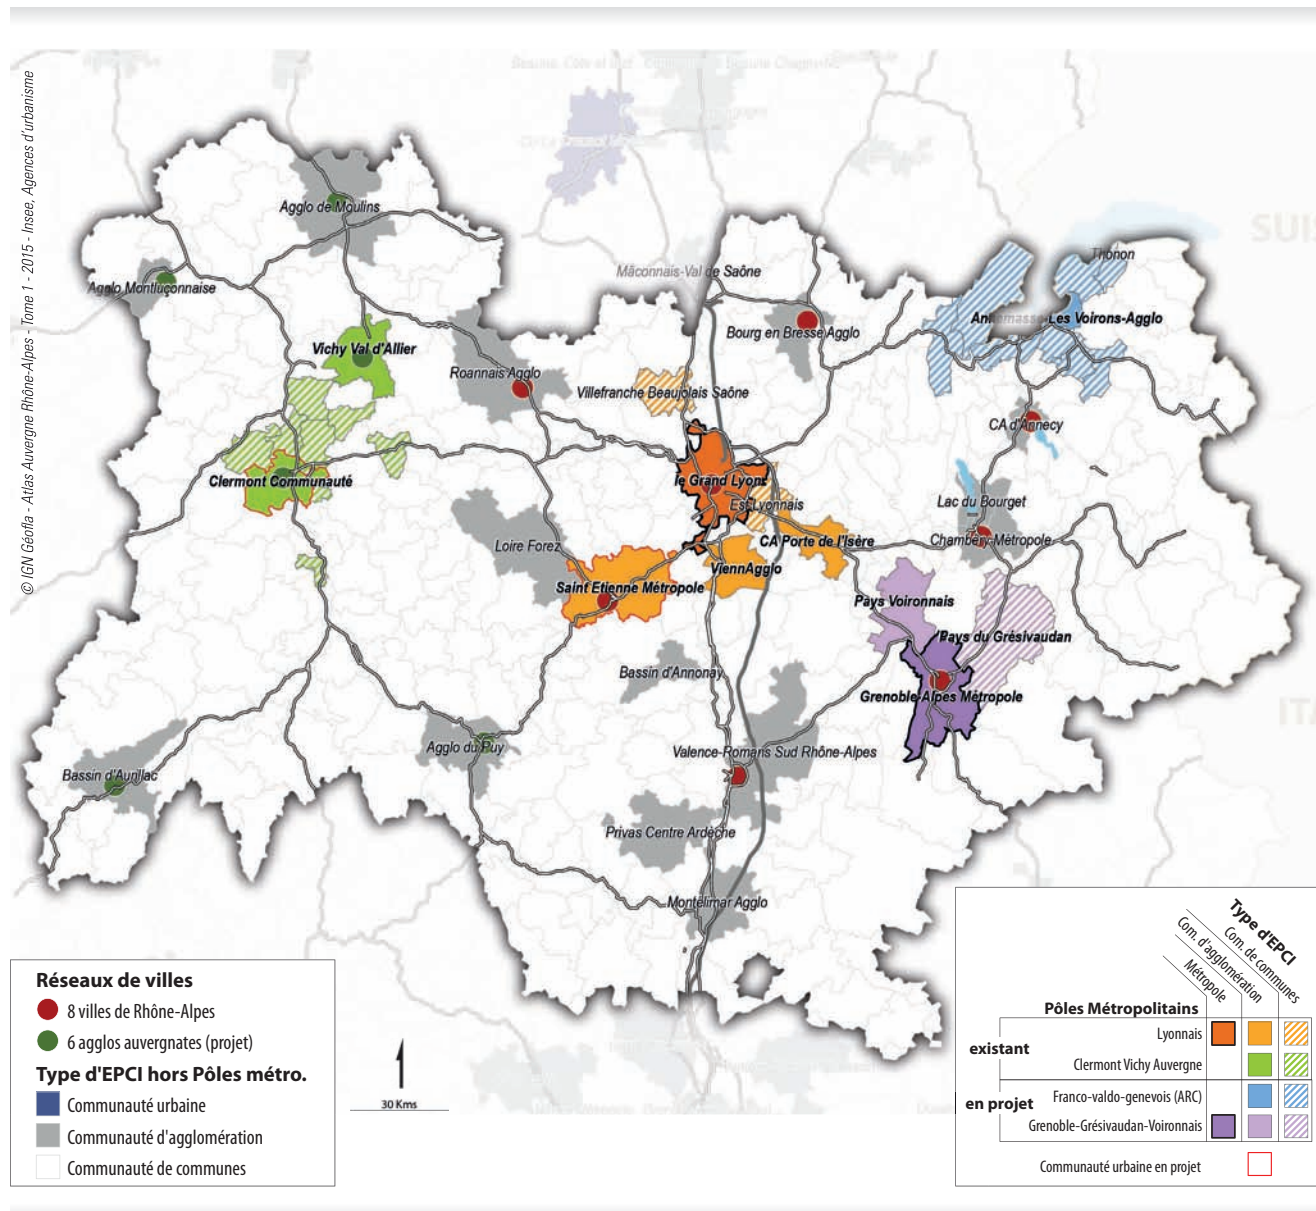 © IGN Géofla - Atlas Auvergne Rhône-Alpes - Tome 1 - 2015 - Insee, Agences d'urbanisme
SUIS
Agglo de Moulins
Thonon
Mâconnais-Val de Saône
Agglo Montluçonnaise
Annemasse-Les Voirons-Agglo
Bourg en Bresse Agglo
Vichy Val d'Allier
Roannais Agglo
Villefranche Beaujolais Saône
CA d'Annecy
Clermont Communauté
le Grand Lyon
Est Lyonnais
Lac du Bourget
CA Porte de l'Isère
Chambéry-Métropole
Loire Forez
ViennAgglo
Saint Etienne Métropole
Pays Voironnais
Pays du Grésivaudan
Bassin d'Annonay
Grenoble-Alpes Métropole
ITA
Agglo du Puy
Valence-Romans Sud Rhône-Alpes
Bassin d'Aurillac
Privas Centre Ardèche
Montélimar Agglo
30 Kms
Réseaux de villes
8 villes de Rhône-Alpes
6 agglos auvergnates (projet)
Type d'EPCI hors Pôles métro.
Communauté urbaine
Communauté d'agglomération
Communauté de communes
Type d'EPCI
Com. de communes
Com. d'agglomération
Métropole
Pôles Métropolitains
existant
Lyonnais
Clermont Vichy Auvergne
en projet
Franco-valdo-genevois (ARC)
Grenoble-Grésivaudan-Voironnais
Communauté urbaine en projet